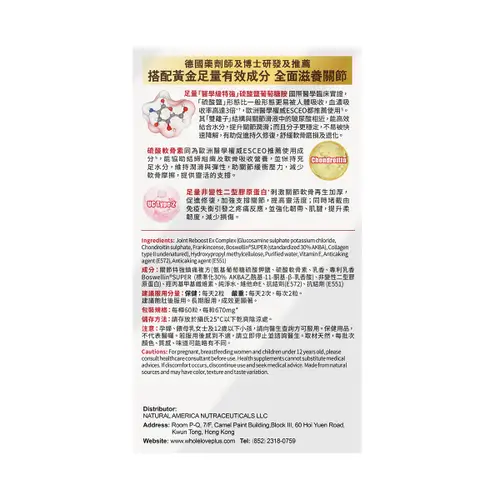 德國藥劑師及博士研發及推薦
搭配黃金足量有效成分 全面滋養關節
足量「醫學級特強」硫酸鹽葡萄糖胺 國際醫學臨床實證，
「硫酸鹽」形態比一般形態更易被人體吸收，血清吸
收率高達3倍，歐洲醫學權威ESCEO都推薦使用，
其「雙離子」結構與關節滑液中的玻尿酸相近，能高效
結合水分，提升關節潤滑；而且分子更穩定，不易被快
速降解，有助促進持久修復，舒緩軟骨磨損及退化。
硫酸軟骨素同為歐洲醫學權威ESCEO推薦使用成
分，能協助結締組織及軟骨吸收營養，並保持充
足水分，維持潤滑與彈性，助關節緩衝壓力，減少
軟骨摩擦，提供靈活的支撐。
Chondroitin
UC Type 2
足量非變性二型膠原蛋白 刺激關節軟骨再生加厚，
促進修復，加強支撐關節，提高靈活度；同時堵截由
免疫失衡引發之疼痛反應，並強化韌帶、肌腱，提升柔
韌度，減少損傷。
Ingredients: Joint Reboost Ex Complex (Glucosamine sulphate potassium chloride,
Chondroitin sulphate, Frankincense, Boswellin®SUPER (standardized 30% AKBA), Collagen
type II undenatured), Hydroxypropyl methylcellulose, Purified water, Vitamin E, Anticaking
agent (E572), Anticaking agent (E551)
成分：關節特強鎮痛複方 (氨基葡萄糖硫酸鉀鹽、硫酸軟骨素、乳香、專利乳香
Boswellin®SUPER (標準化30% AKBA乙酰基-11-酮基-β-乳香酸)、非變性二型膠
原蛋白)、羥丙基甲基纖維素、純淨水、維他命E、抗結劑(E572)、抗結劑 (E551)
建議服用分量：保健：每天2粒 嚴重：每天2次，每次2粒。
建議飽肚後服用。長期服用，成效更顯著。
包裝規格：每樽60粒，每粒670mg
儲存方法：請存放於攝氏25°C以下乾爽陰涼處。
注意：孕婦、餵母乳女士及12歲以下小孩，請向醫生查詢方可服用。保健用品，
不代表醫囑。若服用後感到不適，請立即停止並諮詢醫生。取材天然，每批次
顏色、質感、味道可能略有不同。
Cautions: For pregnant, breastfeeding women and children under 12 years old, please
consult healthcare consultant before use. Health supplements cannot substitute medical
advices. If discomfort occurs, discontinue use and seek medical advice. Made from natural
sources and may have color, texture and taste variation.
Distributor:
NATURAL AMERICA NUTRACEUTICALS LLC
Address: Room P-Q, 7/F, Camel Paint Building, Block III, 60 Hoi Yuen Road,
Kwun Tong, Hong Kong
Website: www.wholeloveplus.com Tel: (852) 2318-0759